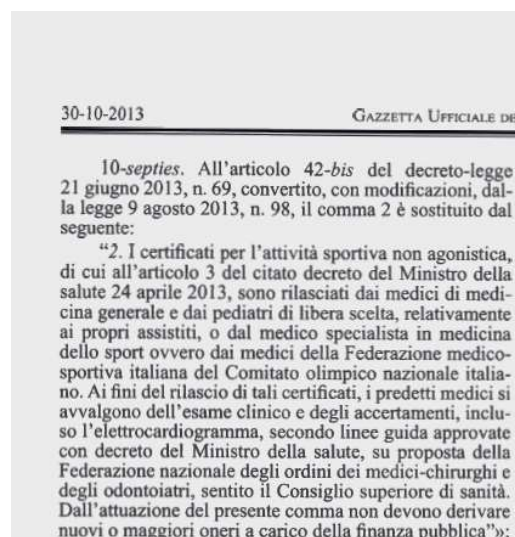 30-10-2013 GAZZETTA UFFICIALE DE
10-septies. All'articolo 42-bis del decreto-legge
21 giugno 2013, n. 69, convertito, con modificazioni, dal-
la legge 9 agosto 2013, n. 98, il comma 2 è sostituito dal
seguente:
“2. I certificati per l'attività sportiva non agonistica,
di cui all'articolo 3 del citato decreto del Ministro della
salute 24 aprile 2013, sono rilasciati dai medici di medi-
cina generale e dai pediatri di libera scelta, relativamente
ai propri assistiti, o dal medico specialista in medicina
dello sport ovvero dai medici della Federazione medico-
sportiva italiana del Comitato olimpico nazionale italia-
no. Ai fini del rilascio di tali certificati, i predetti medici si
avvalgono dell'esame clinico e degli accertamenti, inclu-
so l'elettrocardiogramma, secondo linee guida approvate
con decreto del Ministro della salute, su proposta della
Federazione nazionale degli ordini dei medici-chirurghi e
degli odontoiatri, sentito il Consiglio superiore di sanità.
Dall'attuazione del presente comma non devono derivare
nuovi o maggiori oneri a carico della finanza pubblica”»;